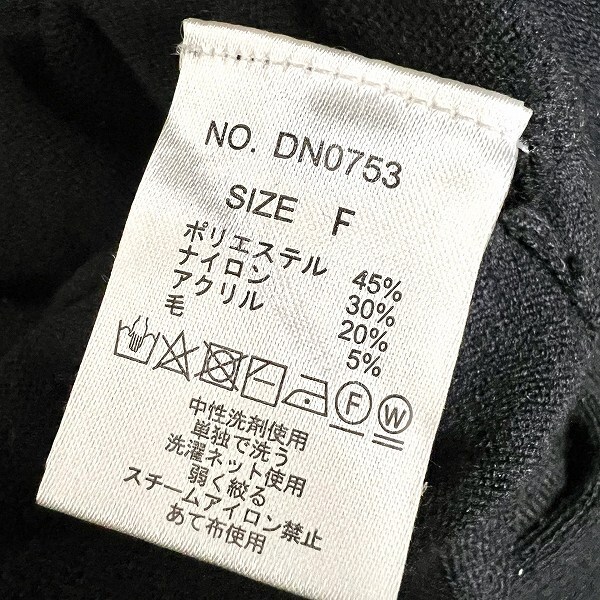 NO. DN0753
SIZE F
ポリエステル 45%
ナイロン 30%
アクリル 20%
毛 5%
F W
中性洗剤使用
単独で洗う
洗濯ネット使用
弱く絞る
スチームアイロン禁止
あて布使用